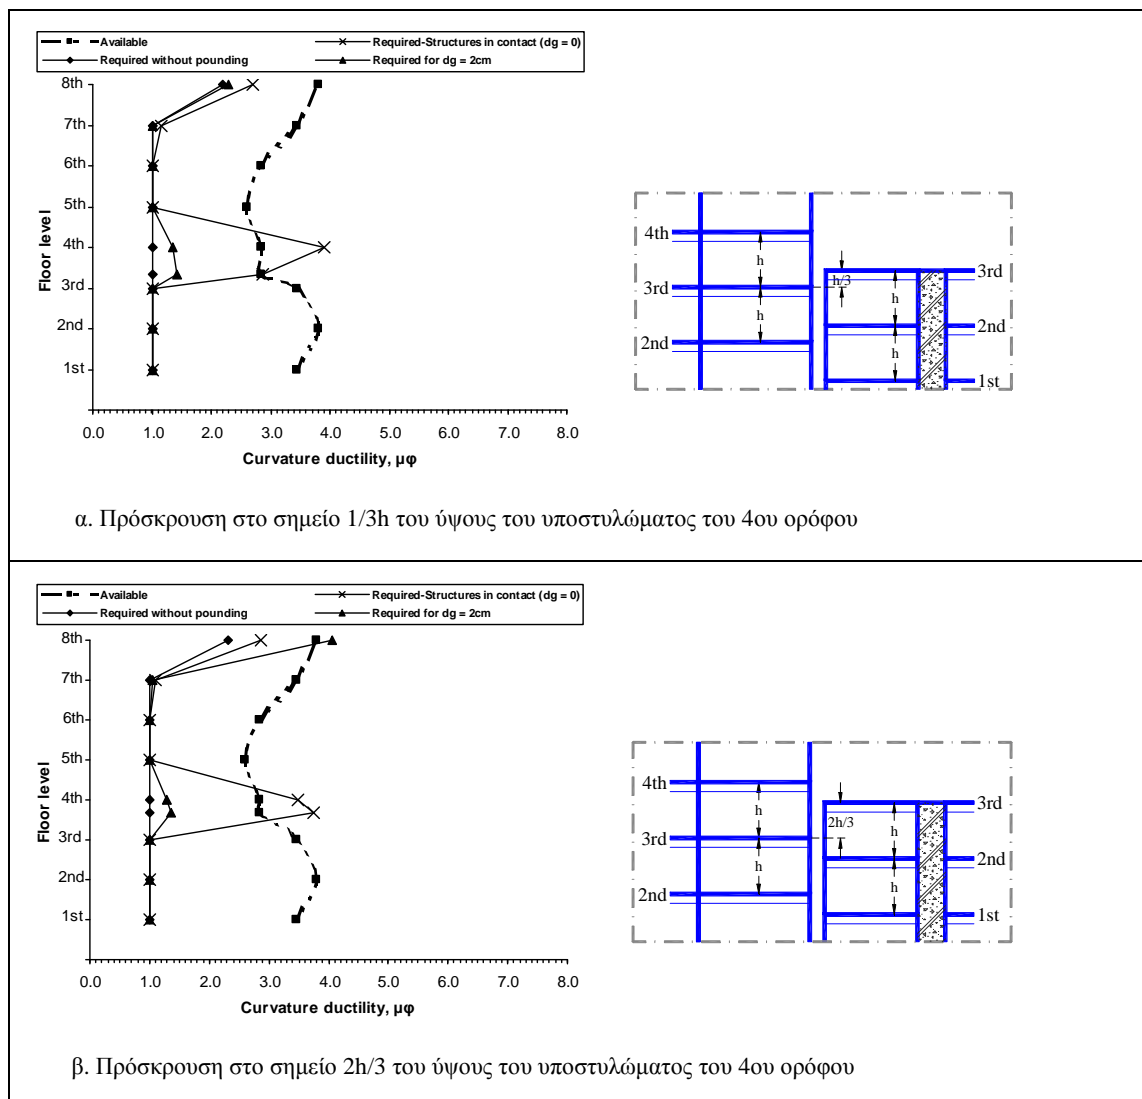 Available
Required-Structures in contact (dg = 0)
Required without pounding
Required for dg = 2cm
Floor level
8th
7th
6th
5th
4th
3rd
2nd
1st
0.0 1.0 2.0 3.0 4.0 5.0 6.0 7.0 8.0
Curvature ductility, μφ
4th
3rd
2nd
h
h
h/3
h
h
3rd
2nd
1st
α. Πρόσκρουση στο σημείο 1/3h του ύψους του υποστυλώματος του 4ου ορόφου
Available
Required-Structures in contact (dg = 0)
Required without pounding
Required for dg = 2cm
Floor level
8th
7th
6th
5th
4th
3rd
2nd
1st
0.0 1.0 2.0 3.0 4.0 5.0 6.0 7.0 8.0
Curvature ductility, μφ
4th
3rd
2nd
h
h
2h/3
h
h
3rd
2nd
1st
β. Πρόσκρουση στο σημείο 2h/3 του ύψους του υποστυλώματος του 4ου ορόφου